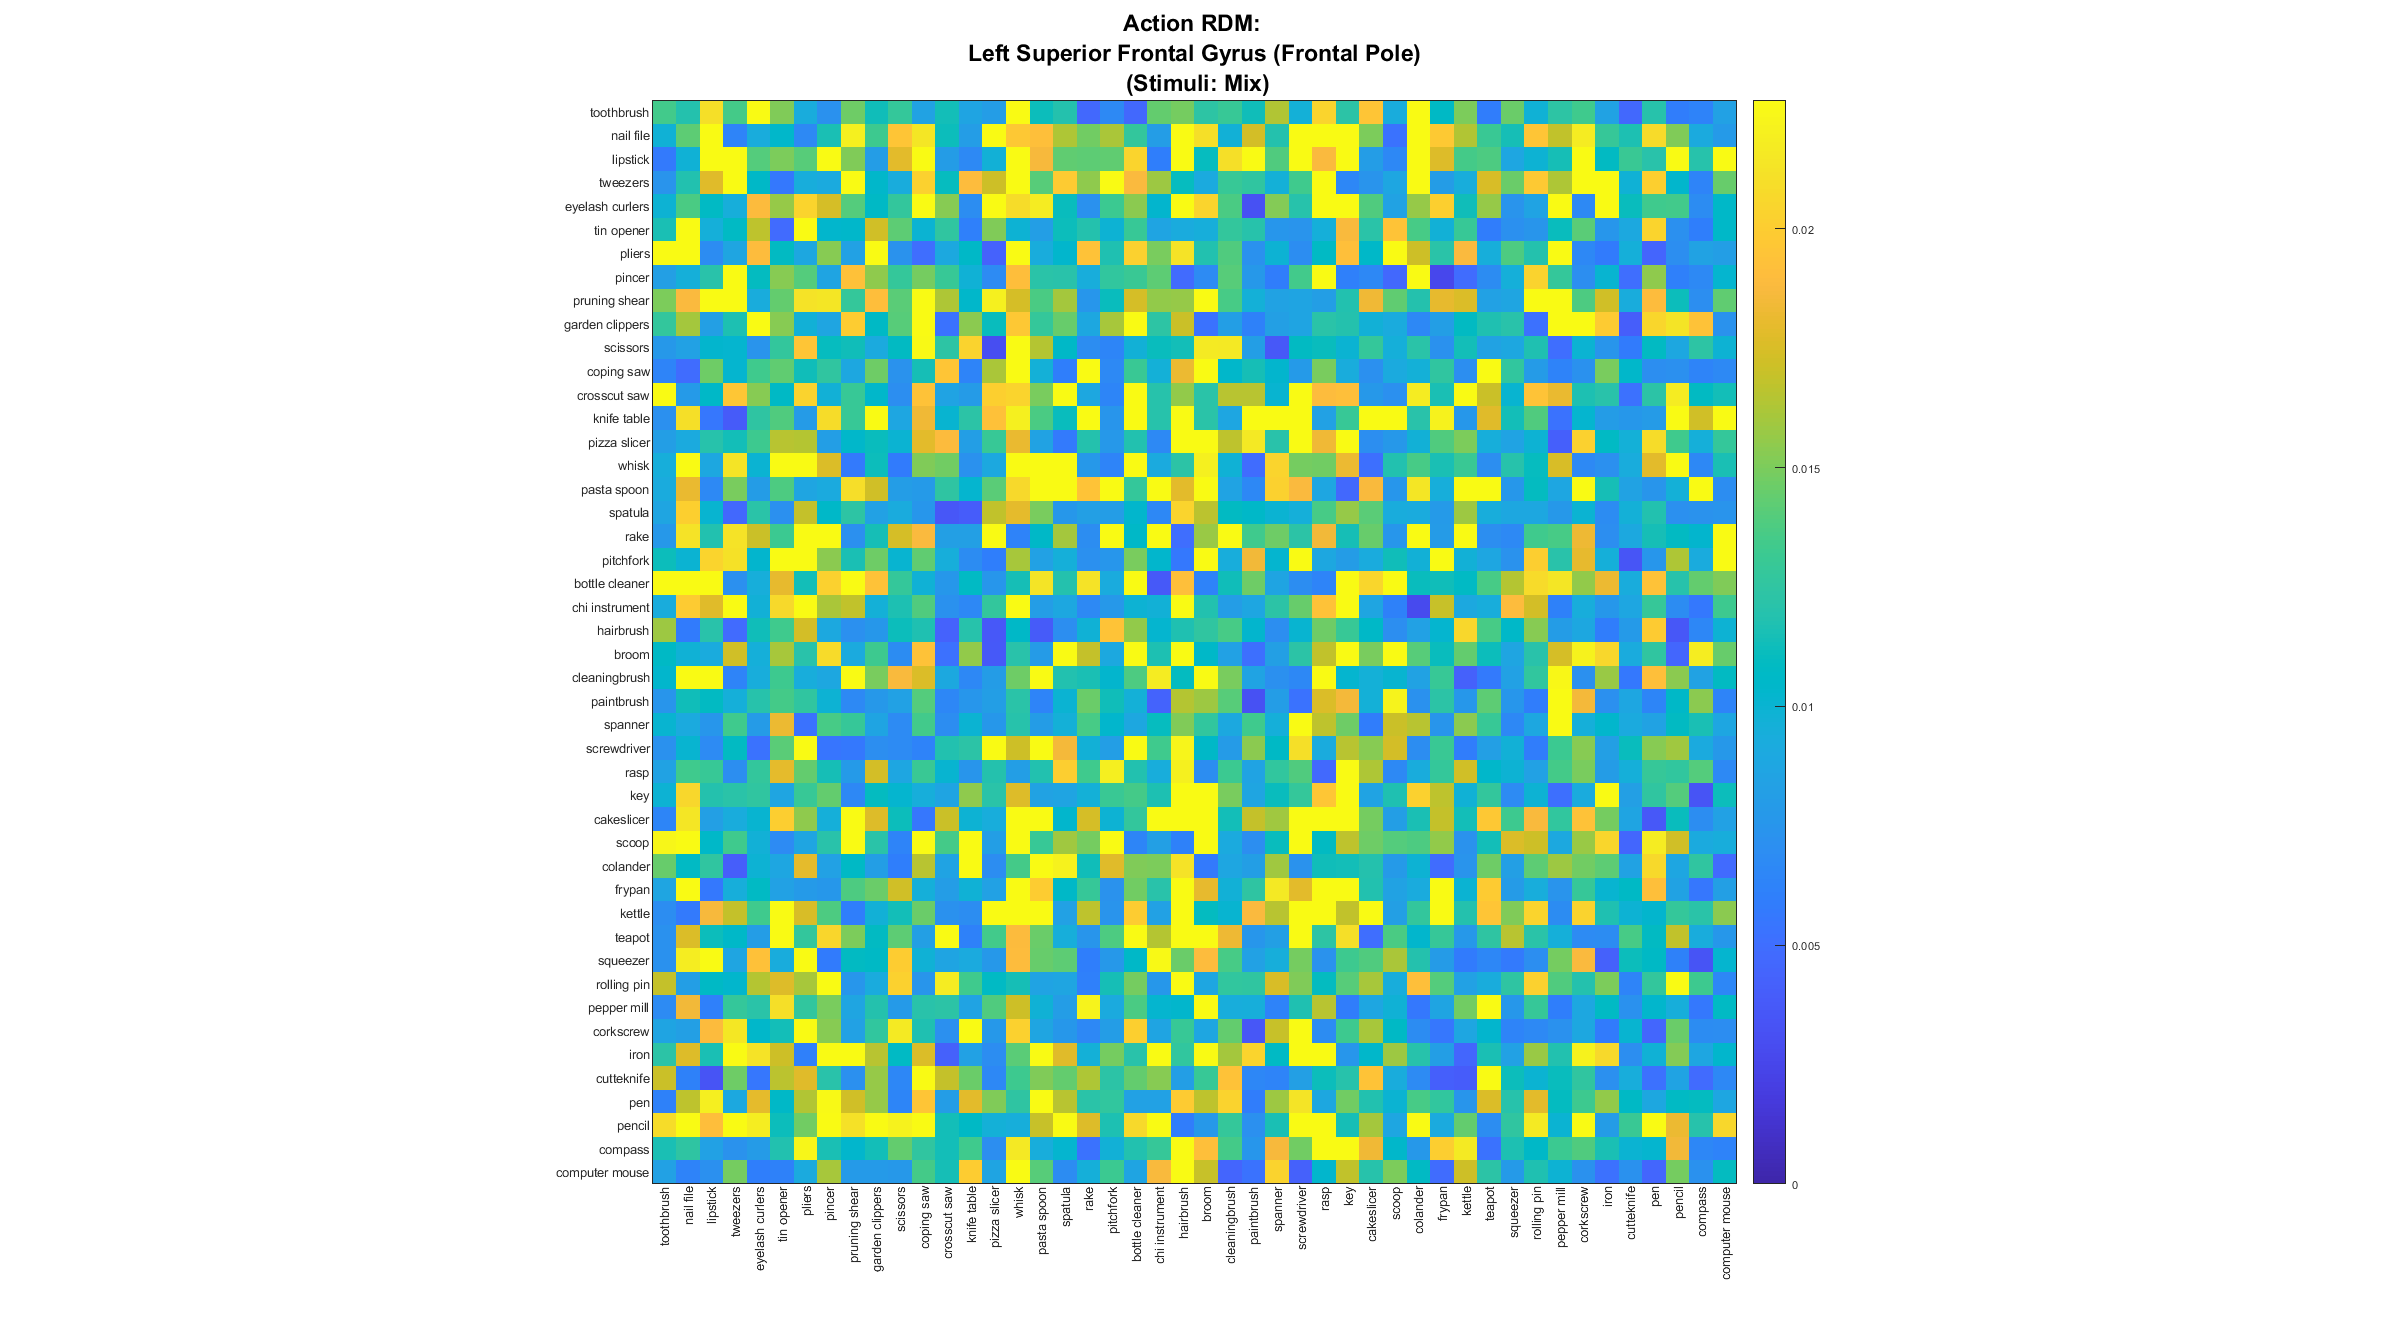 Action RDM:
Left Superior Frontal Gyrus (Frontal Pole)
(Stimuli: Mix)
toothbrush
nail file
lipstick
tweezers
eyelash curlers
tin opener
pliers
pincer
pruning shear
garden clippers
scissors
coping saw
crosscut saw
knife table
pizza slicer
whisk
pasta spoon
spatula
rake
pitchfork
bottle cleaner
chi instrument
hairbrush
broom
cleaningbrush
paintbrush
spanner
screwdriver
rasp
key
cakeslicer
scoop
colander
frypan
kettle
teapot
squeezer
rolling pin
pepper mill
corkscrew
iron
cutteknife
pen
pencil
compass
computer mouse
toothbrush
nail file
lipstick
tweezers
eyelash curlers
tin opener
pliers
pincer
pruning shear
garden clippers
scissors
coping saw
crosscut saw
knife table
pizza slicer
whisk
pasta spoon
spatula
rake
pitchfork
bottle cleaner
chi instrument
hairbrush
broom
cleaningbrush
paintbrush
spanner
screwdriver
rasp
key
cakeslicer
scoop
colander
frypan
kettle
teapot
squeezer
rolling pin
pepper mill
corkscrew
iron
cutteknife
pen
pencil
compass
computer mouse
0.02
0.015
0.01
0.005
0